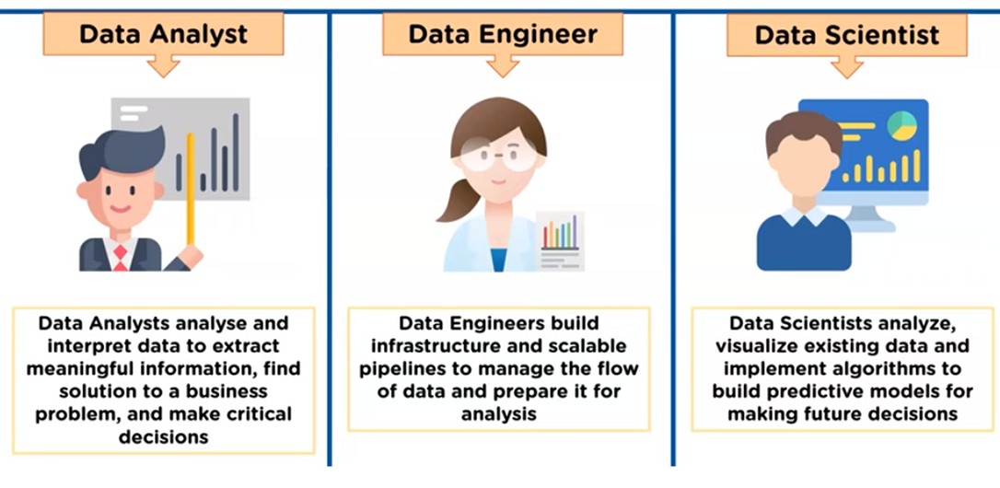 Data Analyst
Data Analysts analyse and
interpret data to extract
meaningful information, find
solution to a business
problem, and make critical
decisions
Data Engineer
Data Engineers build
infrastructure and scalable
pipelines to manage the flow
of data and prepare it for
analysis
Data Scientist
Data Scientists analyze,
visualize existing data and
implement algorithms to
build predictive models for
making future decisions